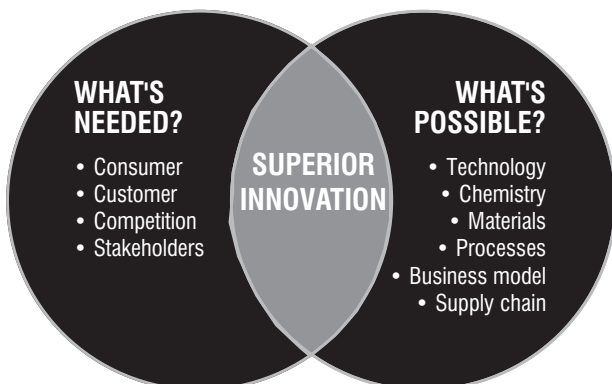 WHAT'S
NEEDED?
• Consumer
• Customer
• Competition
• Stakeholders
SUPERIOR
INNOVATION
WHAT'S
POSSIBLE?
• Technology
• Chemistry
• Materials
• Processes
• Business model
• Supply chain